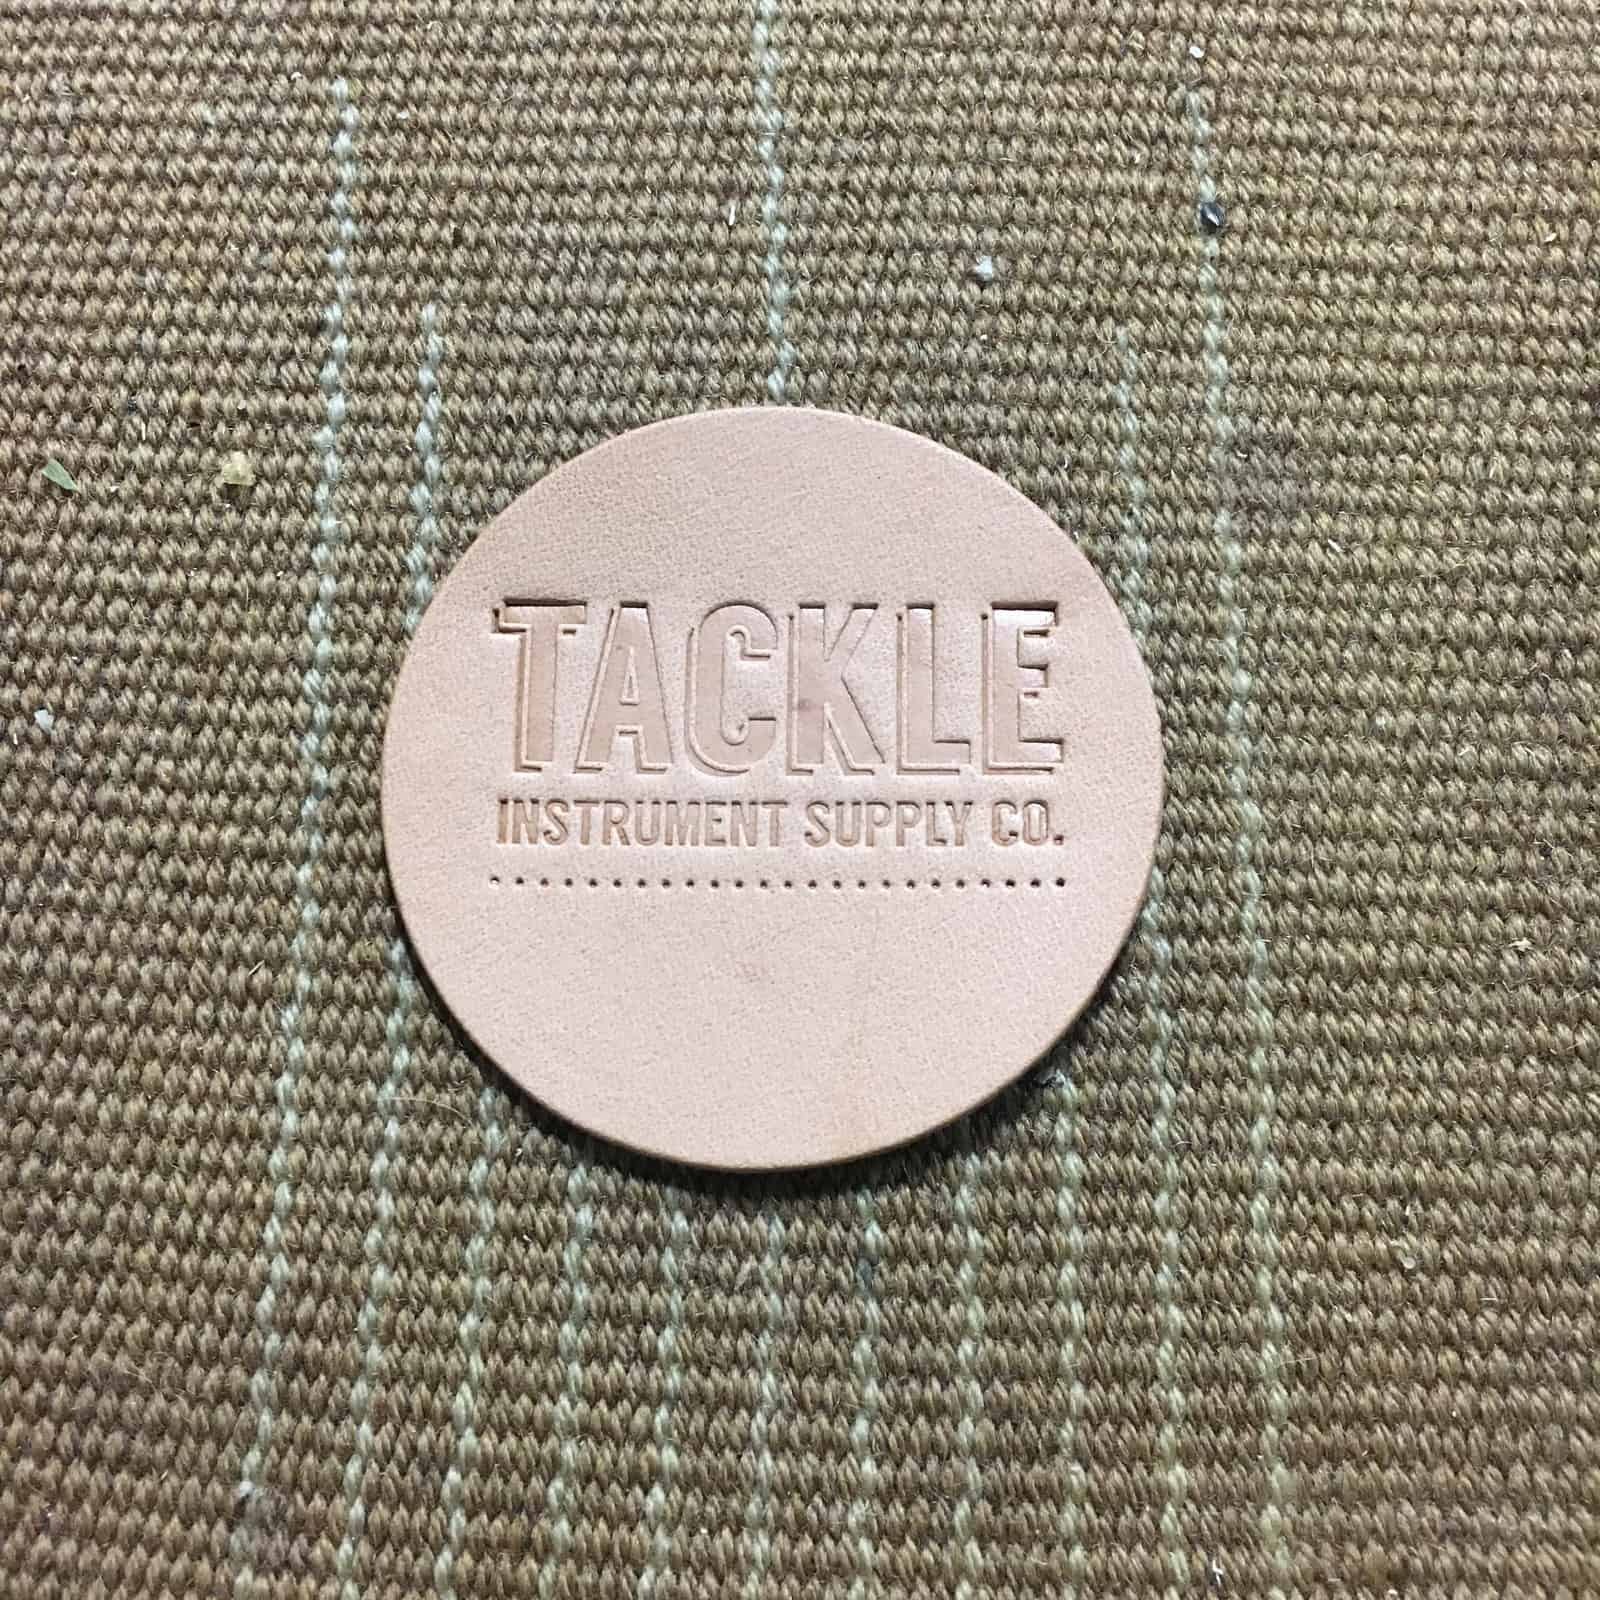 TACKLE
INSTRUMENT SUPPLY CO.